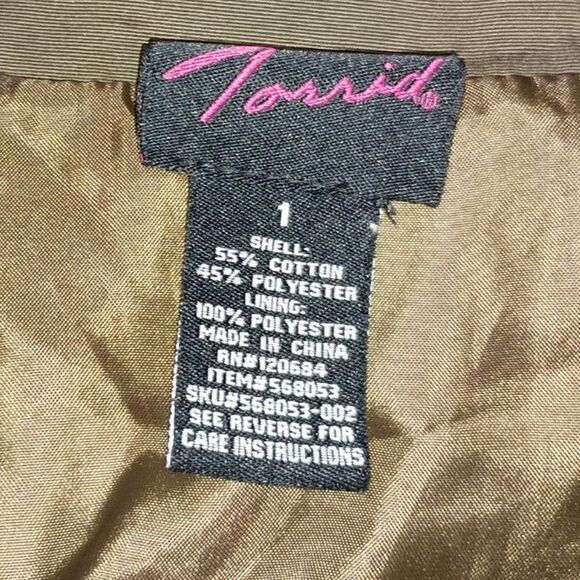 Torrid®
1
SHELL:
55% COTTON
45% POLYESTER
LINING:
100% POLYESTER
MADE IN CHINA
RN#120684
ITEM#568053
SKU#568053-002
SEE REVERSE FOR
CARE INSTRUCTIONS